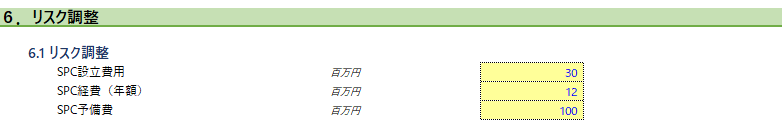 6．リスク調整
6.1 リスク調整
SPC設立費用 百万円 30
SPC経費（年額） 百万円 12
SPC予備費 百万円 100